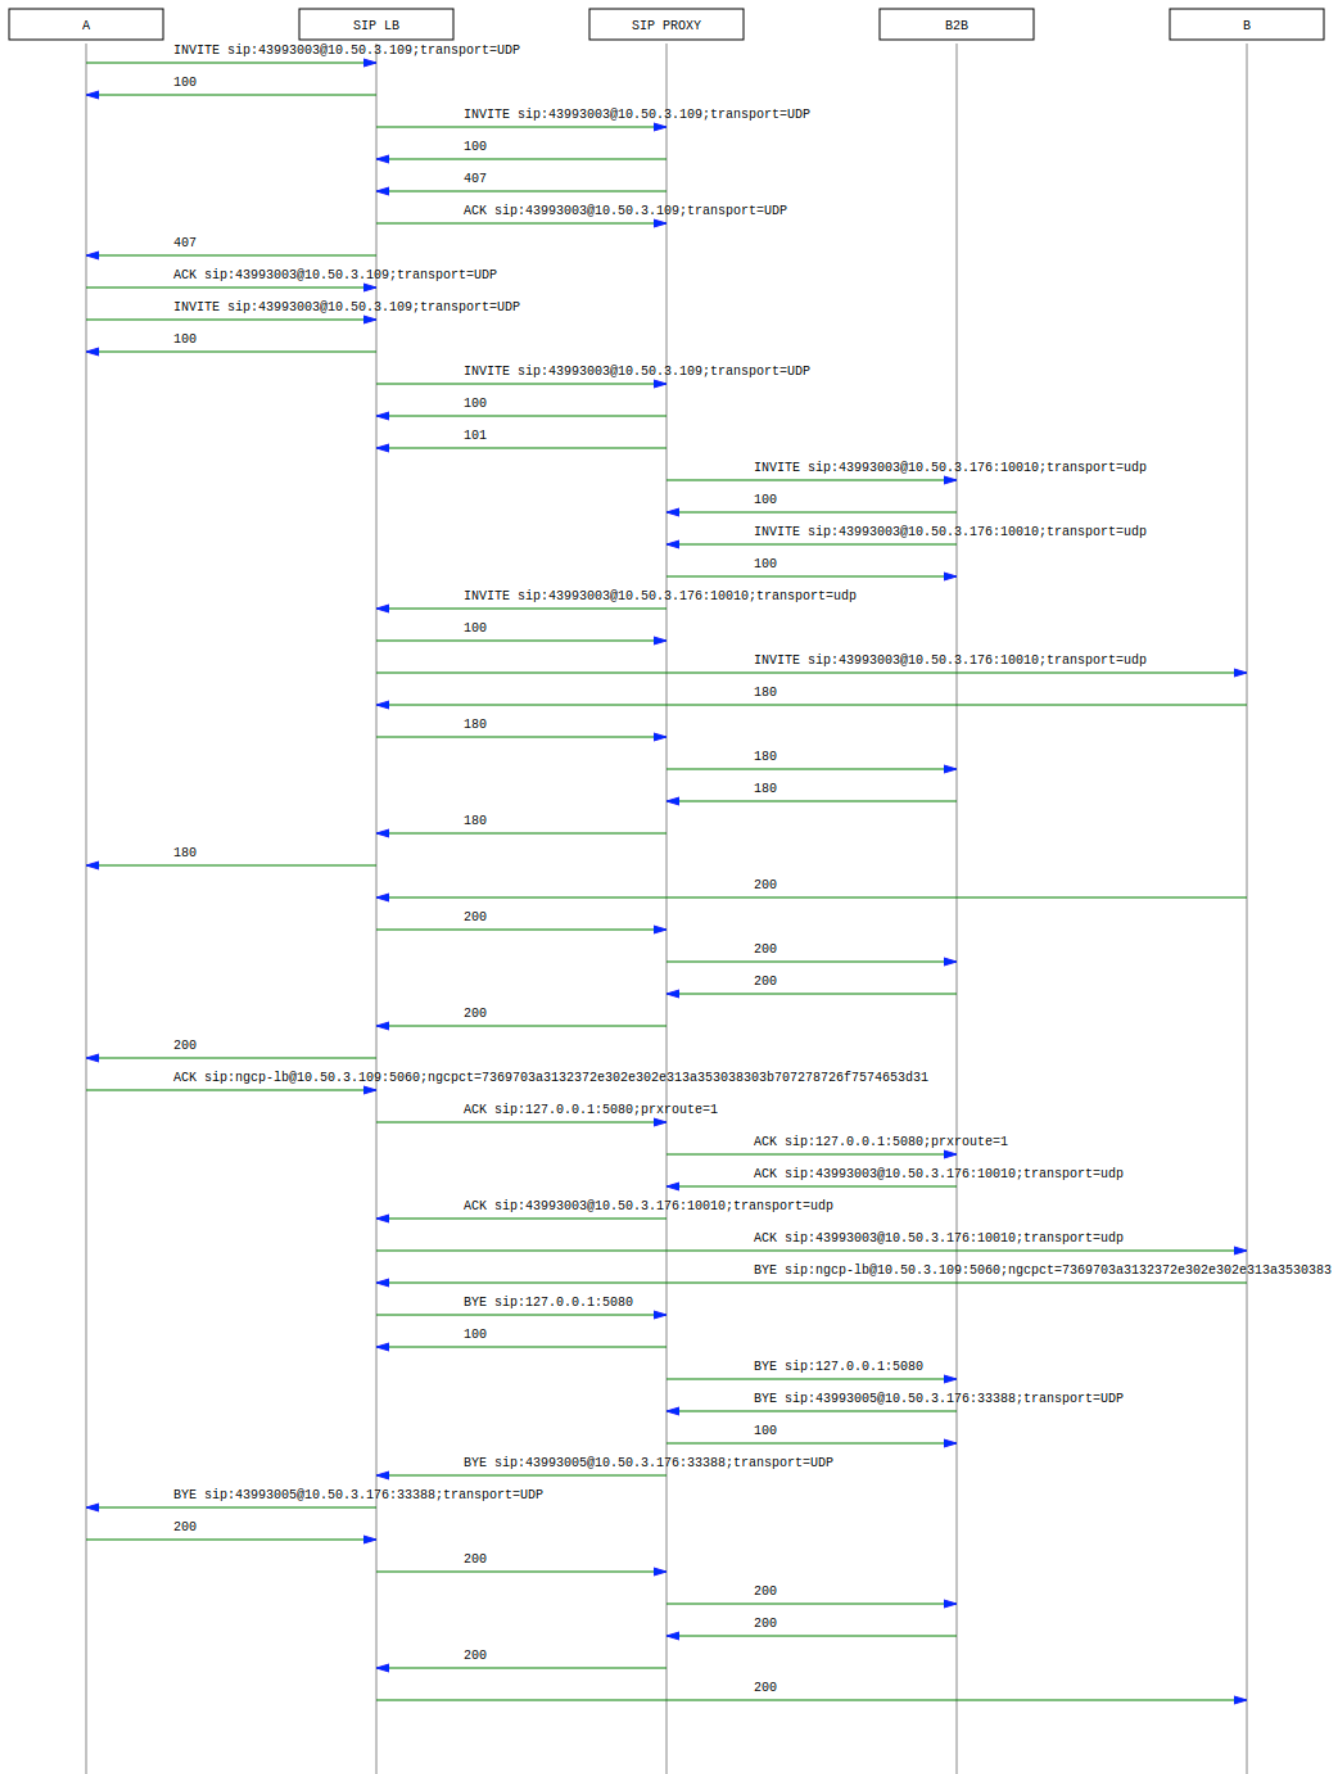 A SIP LB SIP PROXY B2B B
INVITE sip:43993003@10.50.3.109;transport=UDP
100
INVITE sip:43993003@10.50.3.109;transport=UDP
100
407
ACK sip:43993003@10.50.3.109;transport=UDP
407
ACK sip:43993003@10.50.3.109;transport=UDP
INVITE sip:43993003@10.50.3.109;transport=UDP
100
INVITE sip:43993003@10.50.3.109;transport=UDP
100
101
INVITE sip:43993003@10.50.3.176:10010;transport=udp
100
INVITE sip:43993003@10.50.3.176:10010;transport=udp
100
INVITE sip:43993003@10.50.3.176:10010;transport=udp
100
INVITE sip:43993003@10.50.3.176:10010;transport=udp
180
180
180
180
180
180
200
200
200
200
200
200
ACK sip:ngcp-lb@10.50.3.109:5060;ngcpct=7369703a3132372e302e302e313a353038303b707278726f7574653d31
ACK sip:127.0.0.1:5080;prxroute=1
ACK sip:127.0.0.1:5080;prxroute=1
ACK sip:43993003@10.50.3.176:10010;transport=udp
ACK sip:43993003@10.50.3.176:10010;transport=udp
ACK sip:43993003@10.50.3.176:10010;transport=udp
BYE sip:ngcp-lb@10.50.3.109:5060;ngcpct=7369703a3132372e302e302e313a3530383
BYE sip:127.0.0.1:5080
100
BYE sip:127.0.0.1:5080
BYE sip:43993005@10.50.3.176:33388;transport=UDP
100
BYE sip:43993005@10.50.3.176:33388;transport=UDP
BYE sip:43993005@10.50.3.176:33388;transport=UDP
200
200
200
200
200
200